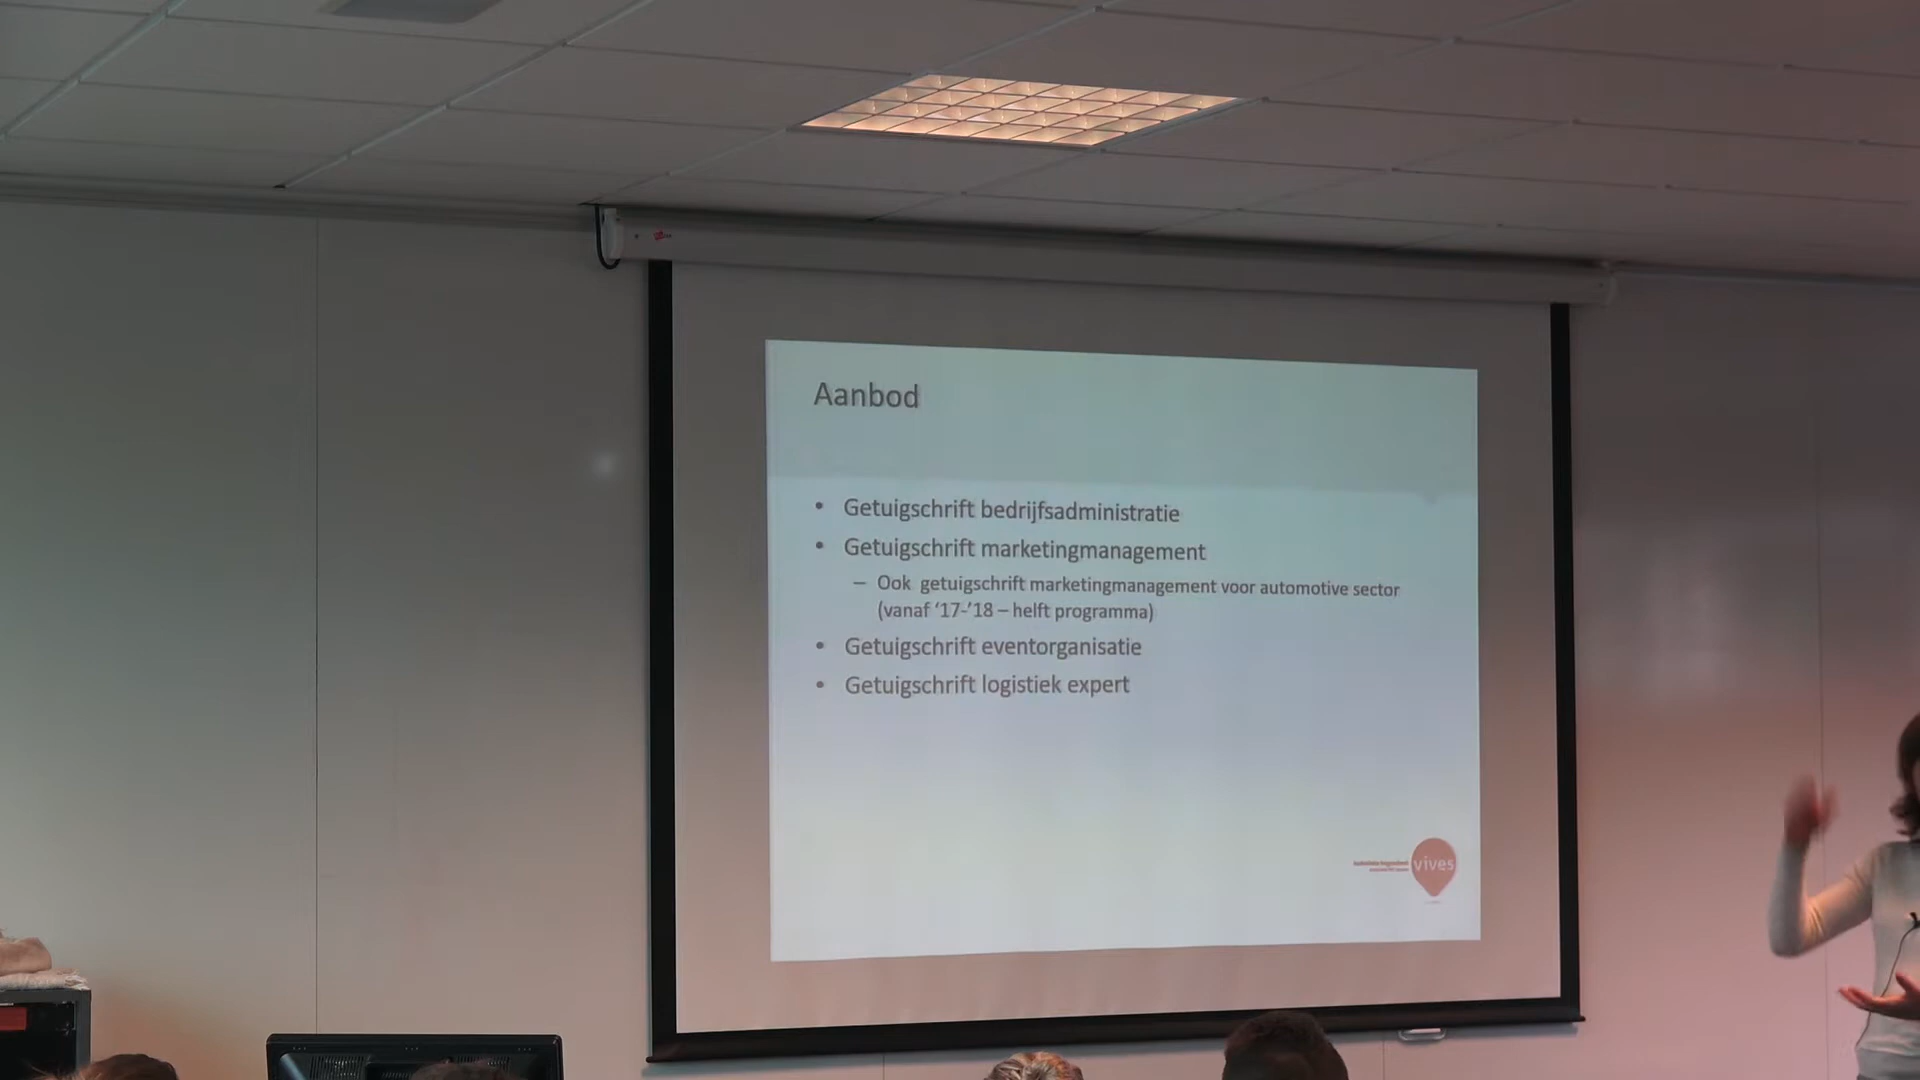 Aanbod
• Getuigschrift bedrijfsadministratie
• Getuigschrift marketingmanagement
– Ook getuigschrift marketingmanagement voor automotive sector
(vanaf ‘17-’18 – helft programma)
• Getuigschrift eventorganisatie
• Getuigschrift logistiek expert
vives